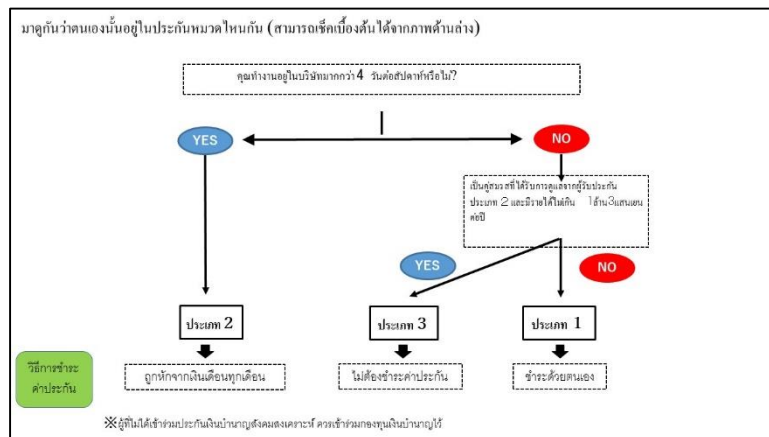 มาดูกันว่าตนเองนั้นอยู่ในประกันหมวดไหนกัน (สามารถเช็คเบื้องต้นได้จากภาพด้านล่าง)
คุณทำงานอยู่ในบริษัทมากกว่า 4 วันต่อสัปดาห์หรือไม่?
YES
NO
เป็นคู่สมรสที่ได้รับการดูแลจากผู้รับประกัน
ประเภท 2 และมีรายได้ไม่เกิน 1ล้าน3แสนเยน
ต่อปี
YES
NO
ประเภท 2
ประเภท 3
ประเภท 1
วิธีการชำระ
ค่าประกัน
ถูกหักจากเงินเดือนทุกเดือน
ไม่ต้องชำระค่าประกัน
ชำระด้วยตนเอง
※ผู้ที่ไม่ได้เข้าร่วมประกันเงินบำนาญสังคมสงเคราะห์ ควรเข้าร่วมกองทุนเงินบำนาญไว้